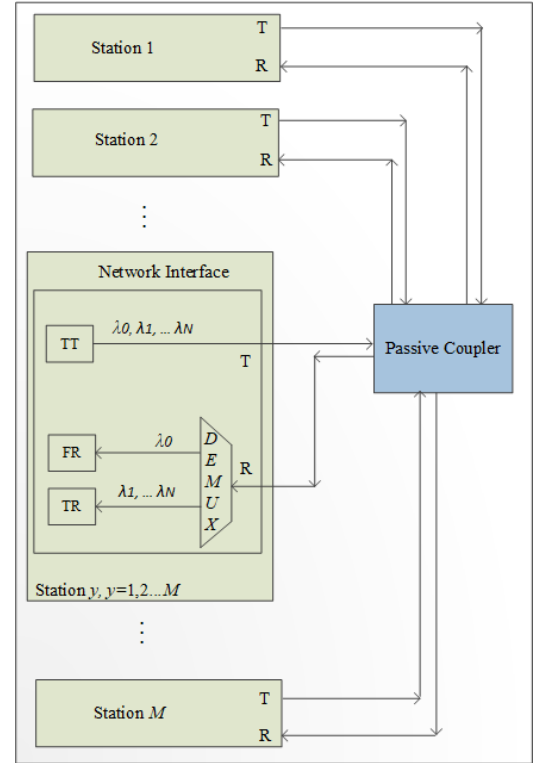 T
Station 1
R
T
Station 2
R
⋮
Network Interface
λ0, λ1, ... λN
TT
T
Passive Coupler
λ0
FR
DEMUX
R
λ1, ... λN
TR
Station y, y=1,2...M
⋮
T
Station M
R